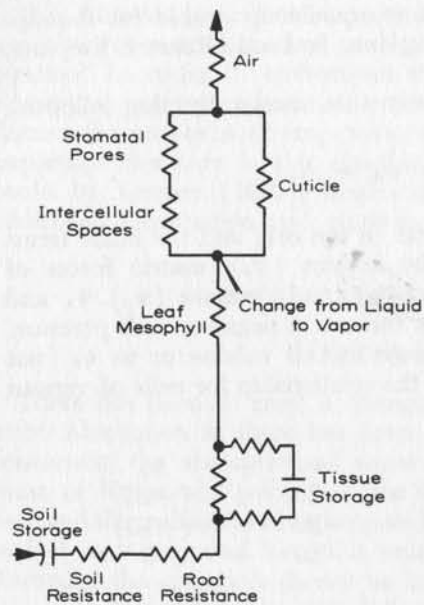 Air
Stomatal
Pores
Cuticle
Intercellular
Spaces
Leaf
Mesophyll
Change from Liquid
to Vapor
Tissue
Storage
Soil
Storage
Soil
Resistance
Root
Resistance